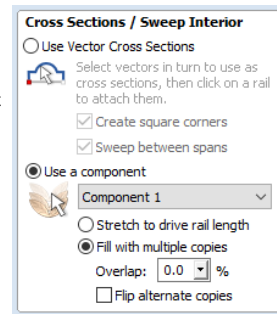 Cross Sections / Sweep Interior
Use Vector Cross Sections
Select vectors in turn to use as
cross sections, then click on a rail
to attach them.
Create square corners
Sweep between spans
Use a component
Component 1
Stretch to drive rail length
Fill with multiple copies
Overlap: 0.0 %
Flip alternate copies